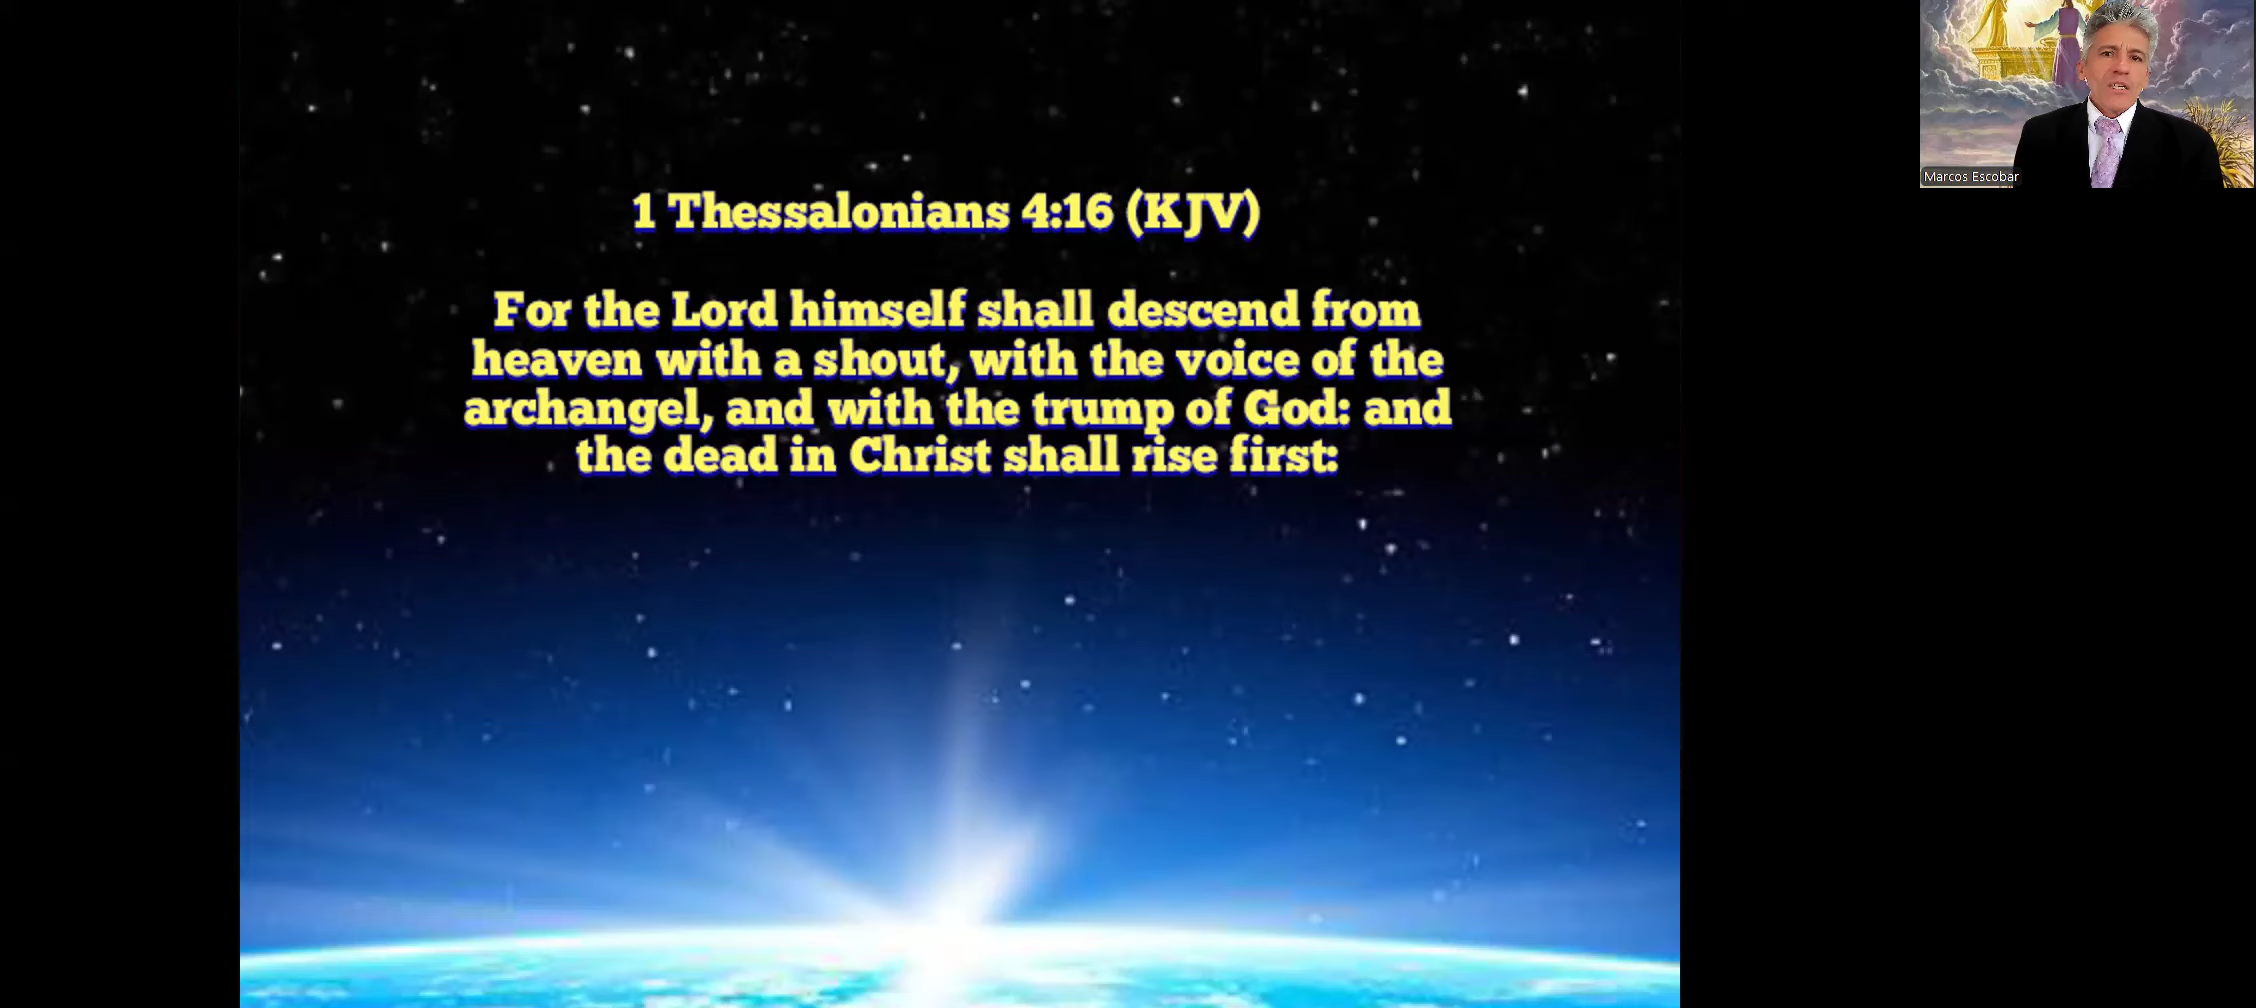 1 Thessalonians 4:16 (KJV)
For the Lord himself shall descend from
heaven with a shout, with the voice of the
archangel, and with the trump of God: and
the dead in Christ shall rise first:
Marcos Escobar